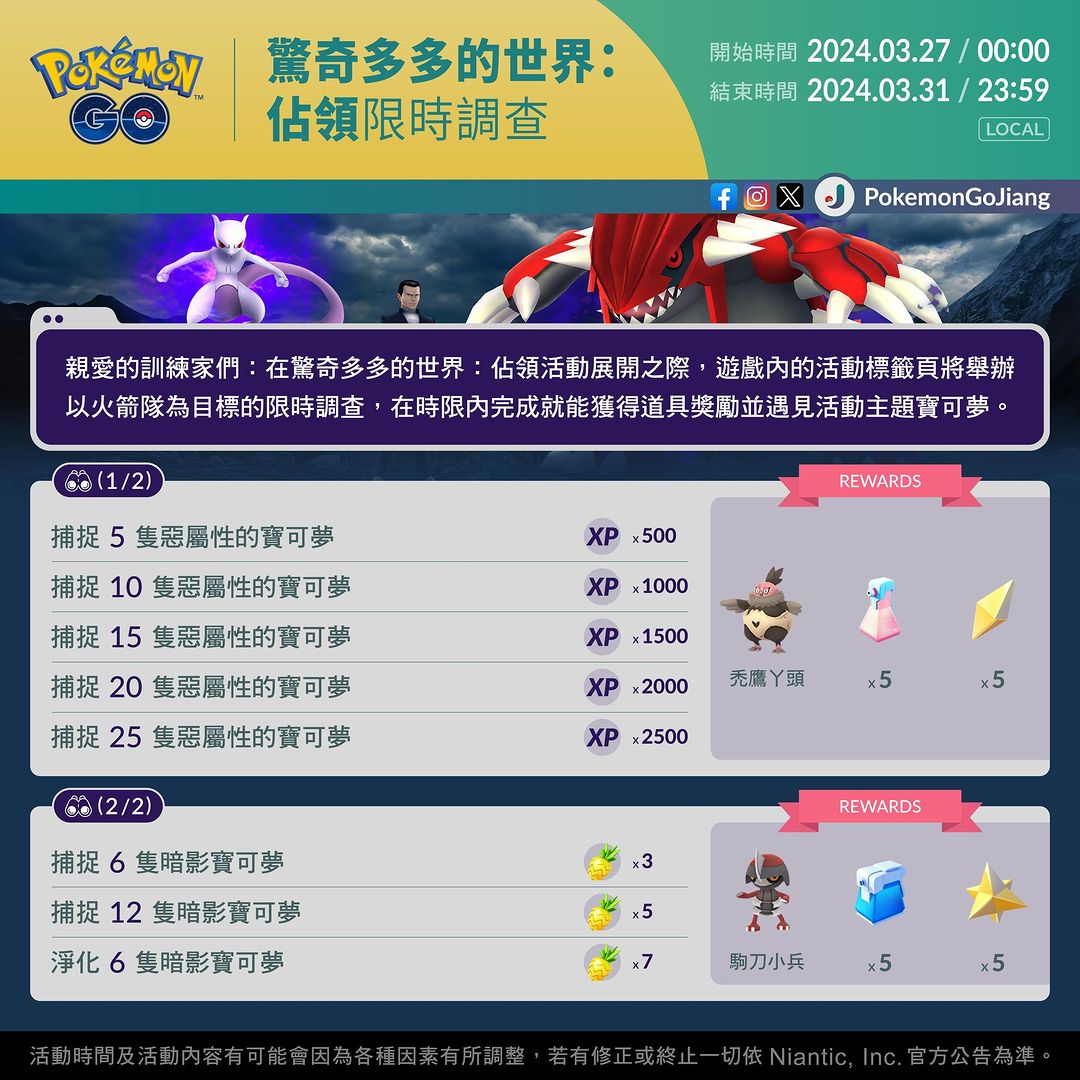 POKÉMON GO™
驚奇多多的世界：
佔領限時調查
開始時間 2024.03.27 / 00:00
結束時間 2024.03.31 / 23:59
LOCAL
PokemonGoJiang
親愛的訓練家們：在驚奇多多的世界：佔領活動展開之際，遊戲內的活動標籤頁將舉辦
以火箭隊為目標的限時調查，在時限內完成就能獲得道具獎勵並遇見活動主題寶可夢。
(1/2)
REWARDS
捕捉 5 隻惡屬性的寶可夢 XP x500
捕捉 10 隻惡屬性的寶可夢 XP x1000
捕捉 15 隻惡屬性的寶可夢 XP x1500
捕捉 20 隻惡屬性的寶可夢 XP x2000
捕捉 25 隻惡屬性的寶可夢 XP x2500
禿鷹丫頭 x5 x5
(2/2)
REWARDS
捕捉 6 隻暗影寶可夢 x3
捕捉 12 隻暗影寶可夢 x5
淨化 6 隻暗影寶可夢 x7
駒刀小兵 x5 x5
活動時間及活動內容有可能會因為各種因素有所調整，若有修正或終止一切依 Niantic, Inc. 官方公告為準。